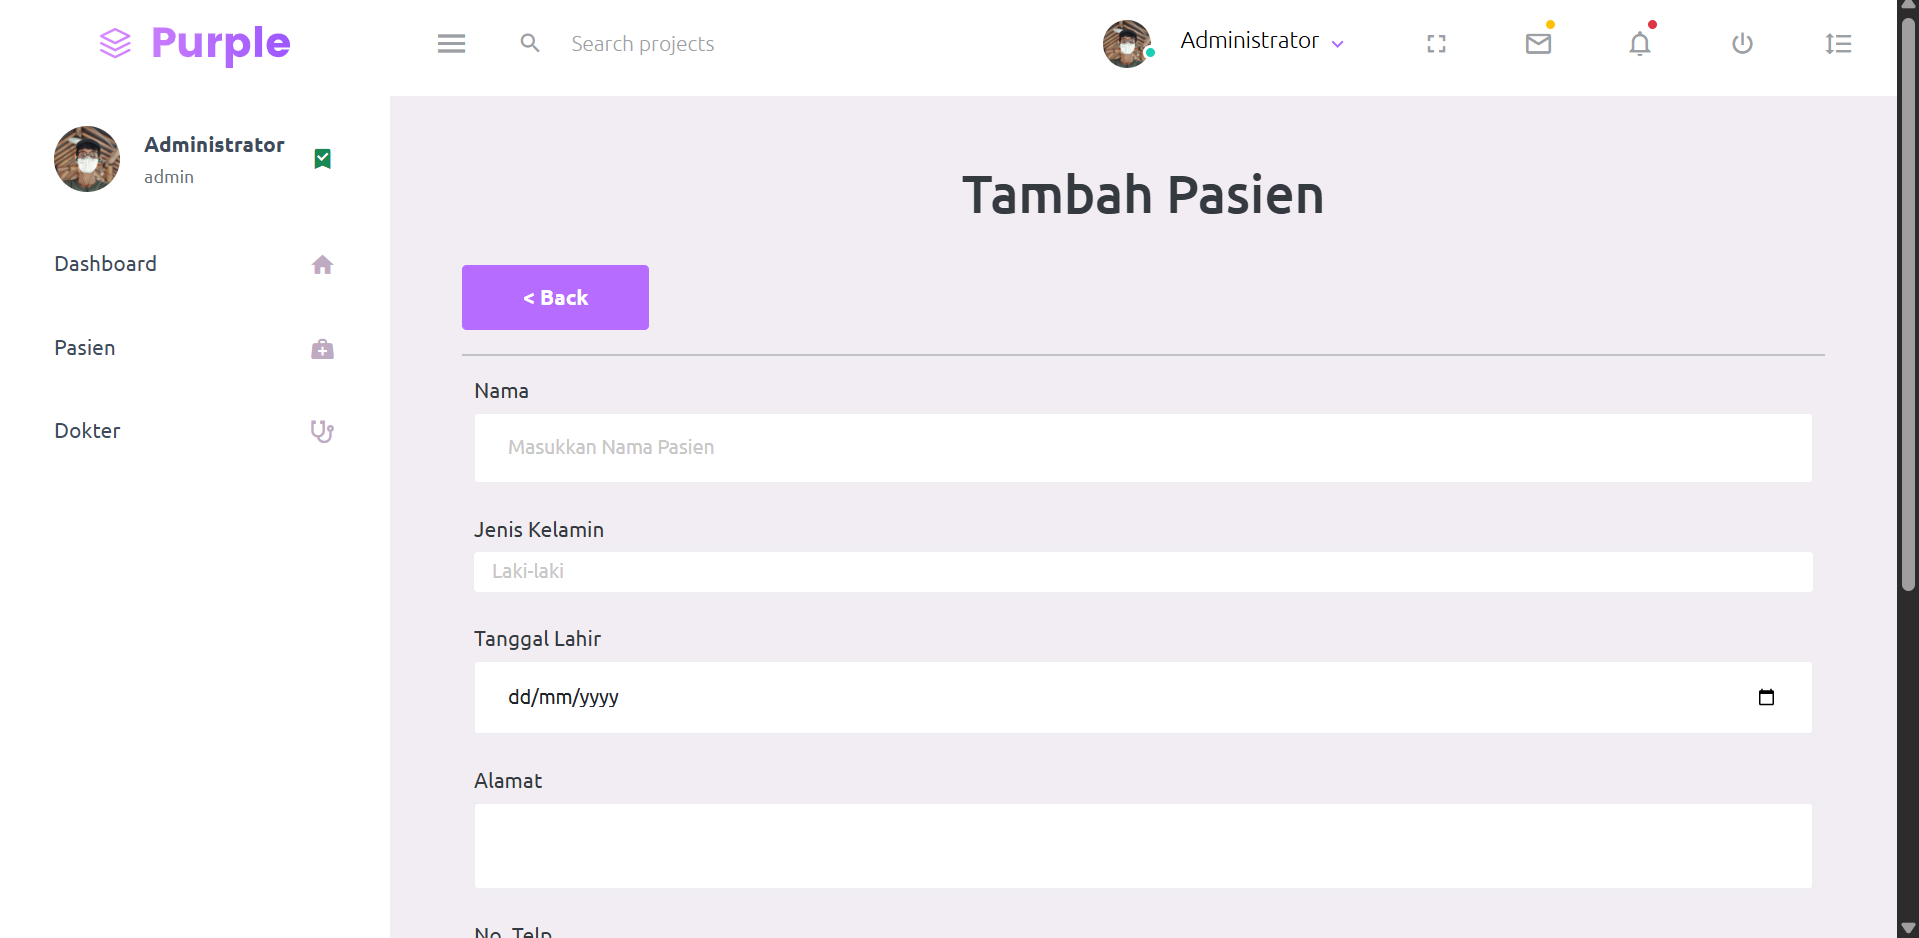 Purple
Search projects
Administrator
Administrator
admin
Dashboard
Pasien
Dokter
Tambah Pasien
< Back
Nama
Masukkan Nama Pasien
Jenis Kelamin
Laki-laki
Tanggal Lahir
dd/mm/yyyy
Alamat
No. Telp